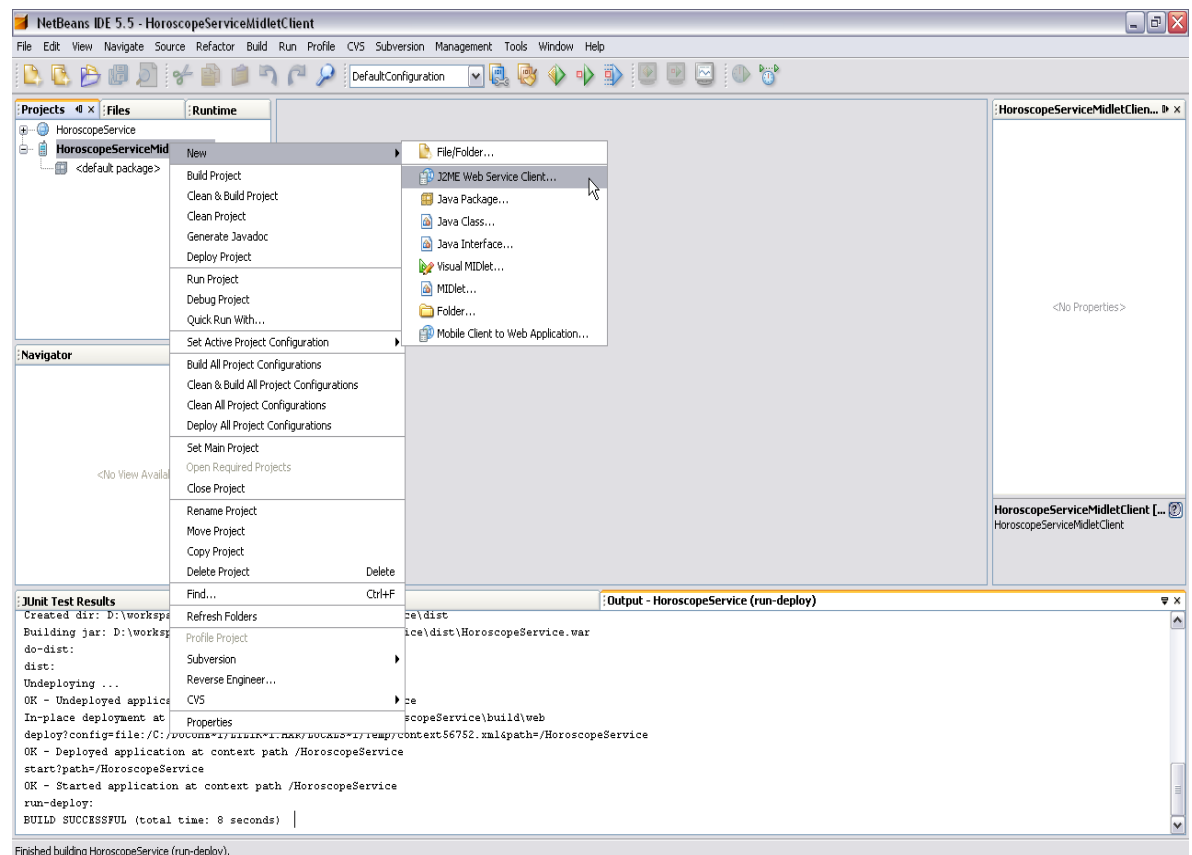 NetBeans IDE 5.5 - HoroscopeServiceMidletClient
File Edit View Navigate Source Refactor Build Run Profile CVS Subversion Management Tools Window Help
DefaultConfiguration
Projects
Files
Runtime
HoroscopeService
HoroscopeServiceMid
<default package>
New
Build Project
Clean & Build Project
Clean Project
Generate Javadoc
Deploy Project
Run Project
Debug Project
Quick Run With...
Set Active Project Configuration
Build All Project Configurations
Clean & Build All Project Configurations
Clean All Project Configurations
Deploy All Project Configurations
Set Main Project
Open Required Projects
Close Project
Rename Project
Move Project
Copy Project
Delete Project Delete
Find... Ctrl+F
Refresh Folders
Profile Project
Subversion
Reverse Engineer...
CVS
Properties
File/Folder...
J2ME Web Service Client...
Java Package...
Java Class...
Java Interface...
Visual MIDlet...
MIDlet...
Folder...
Mobile Client to Web Application...
HoroscopeServiceMidletClien...
<No Properties>
HoroscopeServiceMidletClient [...
HoroscopeServiceMidletClient
Navigator
<No View Availal
JUnit Test Results
Output - HoroscopeService (run-deploy)
Created dir: D:\workspa ce\dist
Building jar: D:\worksp ice\dist\HoroscopeService.war
do-dist:
dist:
Undeploying ...
OK - Undeployed applica ce
In-place deployment at scopeService\build\web
deploy?config=file:/C:/ context56752.xml&path=/HoroscopeService
OK - Deployed application at context path /HoroscopeService
start?path=/HoroscopeService
OK - Started application at context path /HoroscopeService
run-deploy:
BUILD SUCCESSFUL (total time: 8 seconds)
Finished building HoroscopeService (run-deploy).